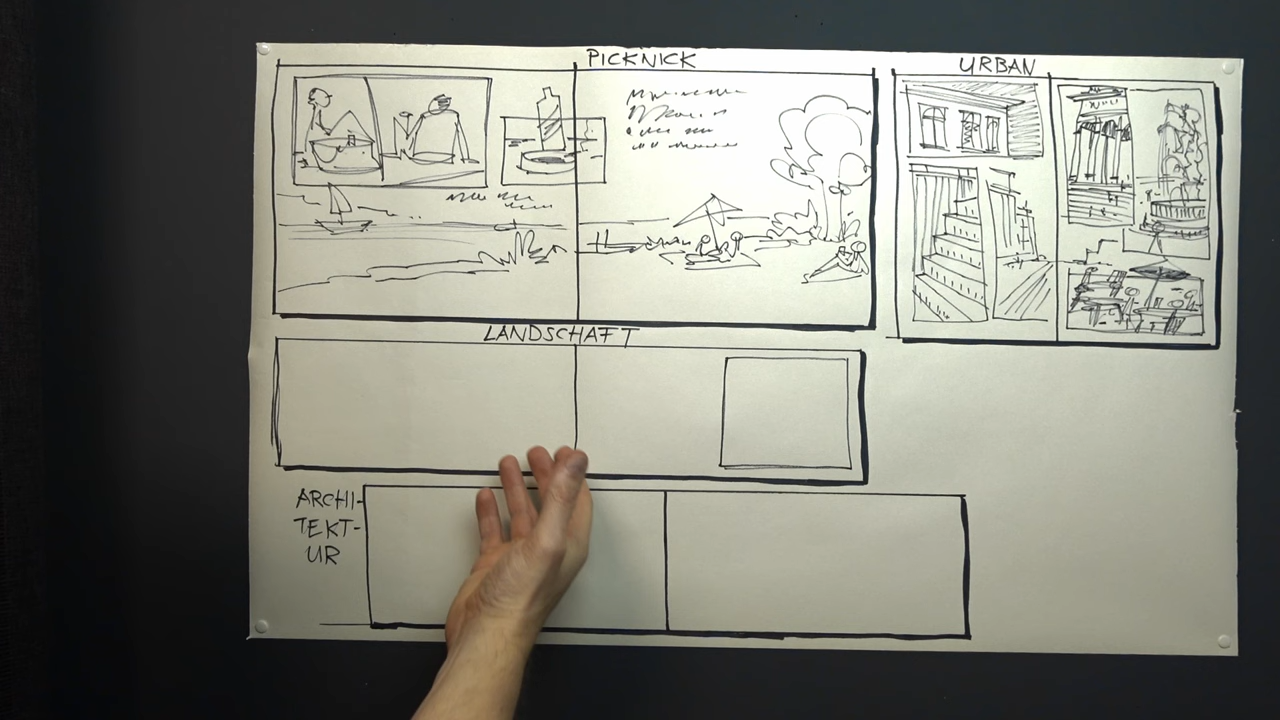 PICKNICK
URBAN
LANDSCHAFT
ARCHI-
TEKT-
UR